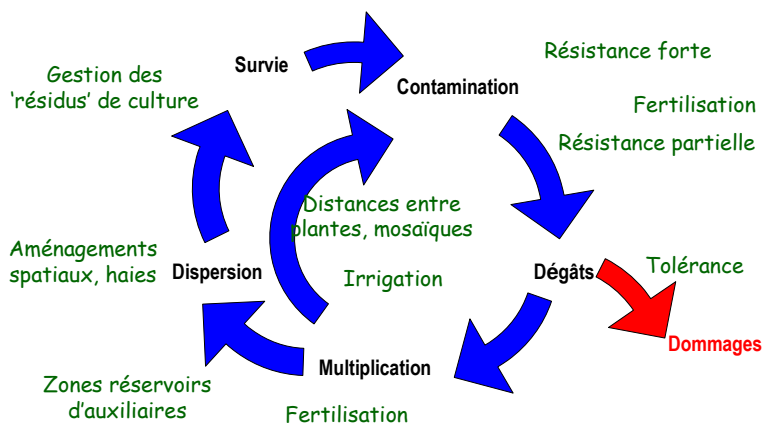 Survie
Gestion des
'résidus' de culture
Contamination
Résistance forte
Fertilisation
Résistance partielle
Distances entre
plantes, mosaïques
Irrigation
Aménagements
spatiaux, haies
Dispersion
Dégâts
Tolérance
Dommages
Multiplication
Zones réservoirs
d'auxiliaires
Fertilisation